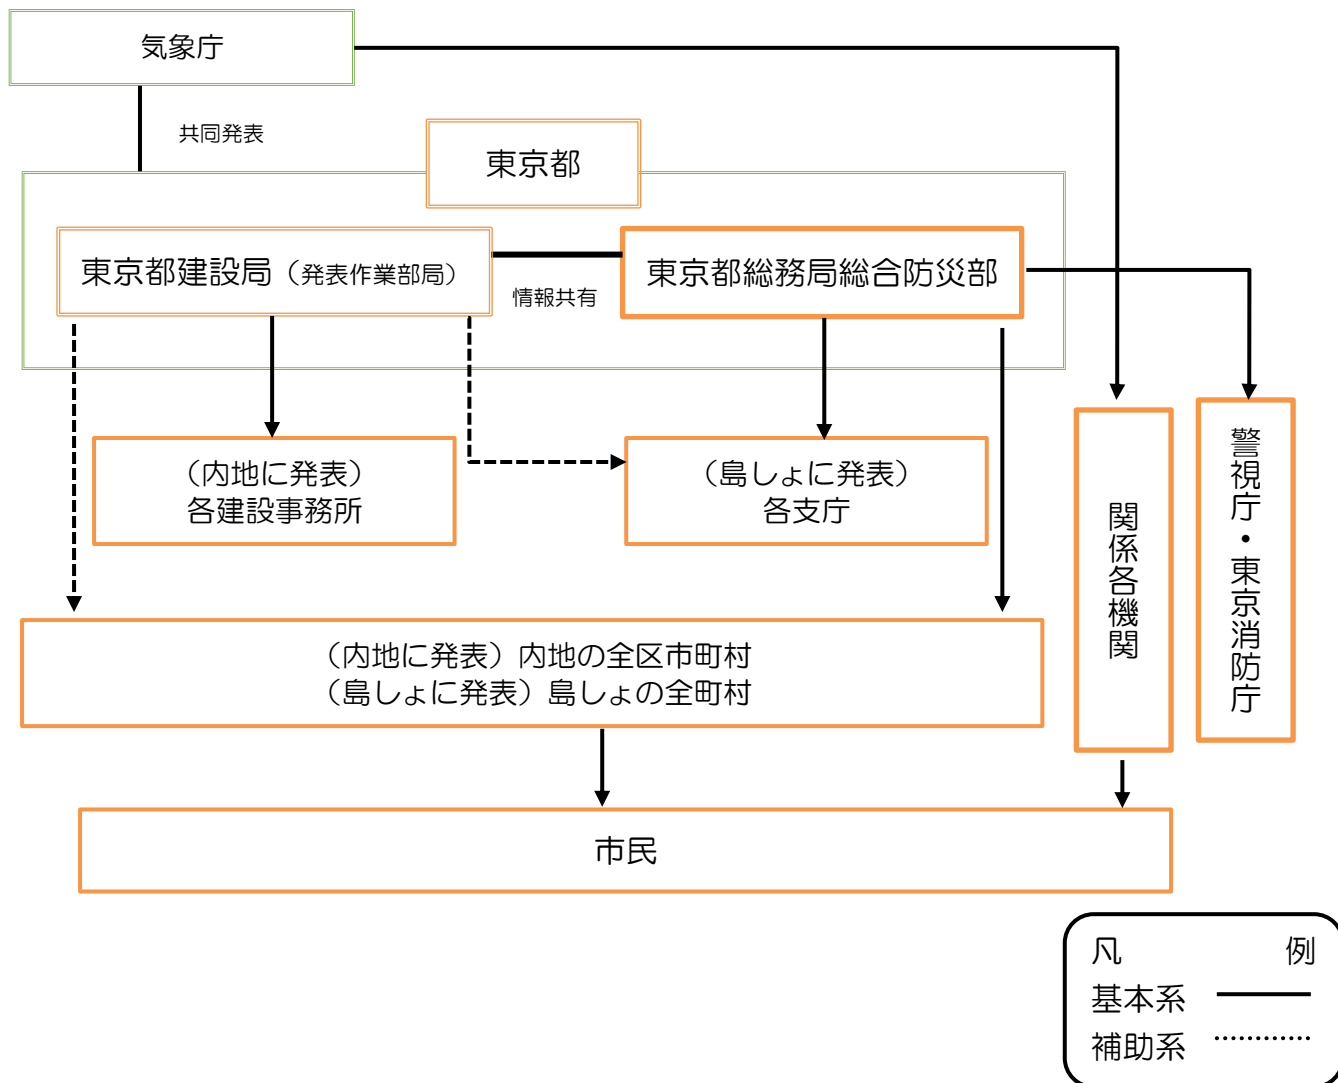 気象庁
共同発表
東京都
東京都建設局（発表作業部局）
情報共有
東京都総務局総合防災部
（内地に発表）
各建設事務所
（島しょに発表）
各支庁
関係各機関
警視庁・東京消防庁
（内地に発表）内地の全区市町村
（島しょに発表）島しょの全町村
市民
凡例
基本系
補助系